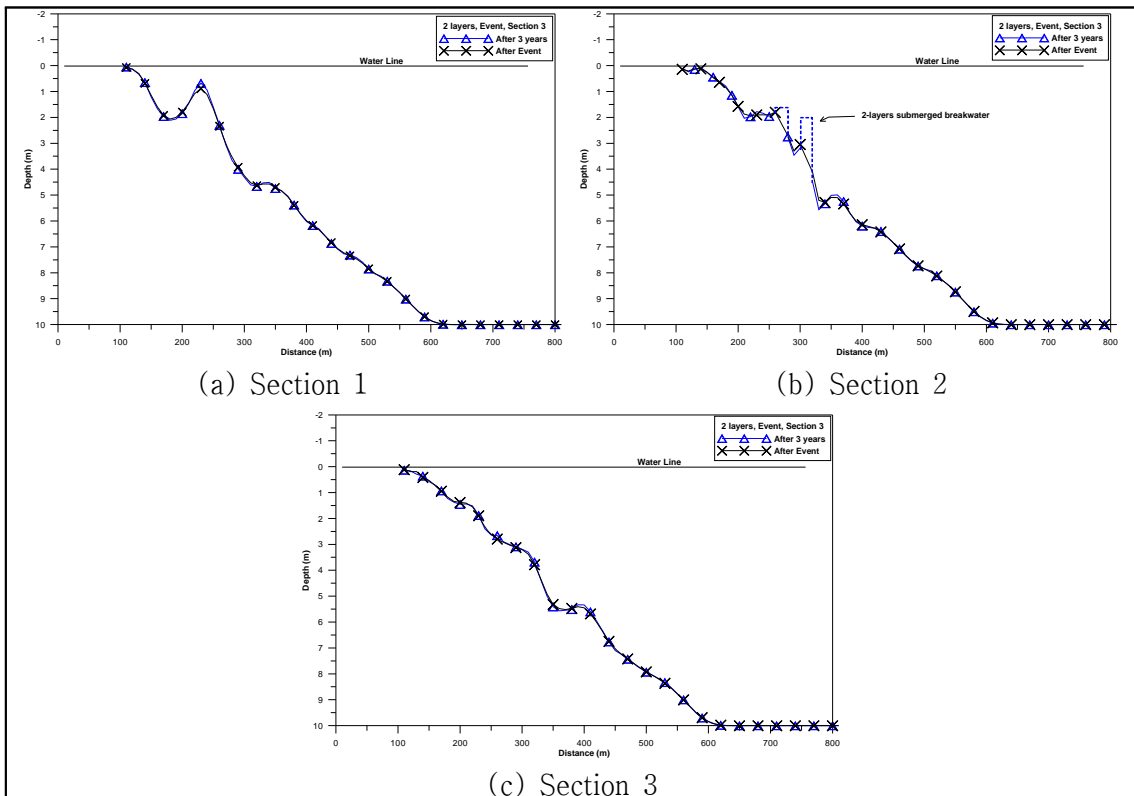 2 layers, Event, Section 3
After 3 years
After Event
Water Line
Depth (m)
-2
-1
0
1
2
3
4
5
6
7
8
9
10
0 100 200 300 400 500 600 700 800
Distance (m)
(a) Section 1
2 layers, Event, Section 3
After 3 years
After Event
Water Line
2-layers submerged breakwater
Depth (m)
-2
-1
0
1
2
3
4
5
6
7
8
9
10
0 100 200 300 400 500 600 700 800
Distance (m)
(b) Section 2
2 layers, Event, Section 3
After 3 years
After Event
Water Line
Depth (m)
-2
-1
0
1
2
3
4
5
6
7
8
9
10
0 100 200 300 400 500 600 700 800
Distance (m)
(c) Section 3